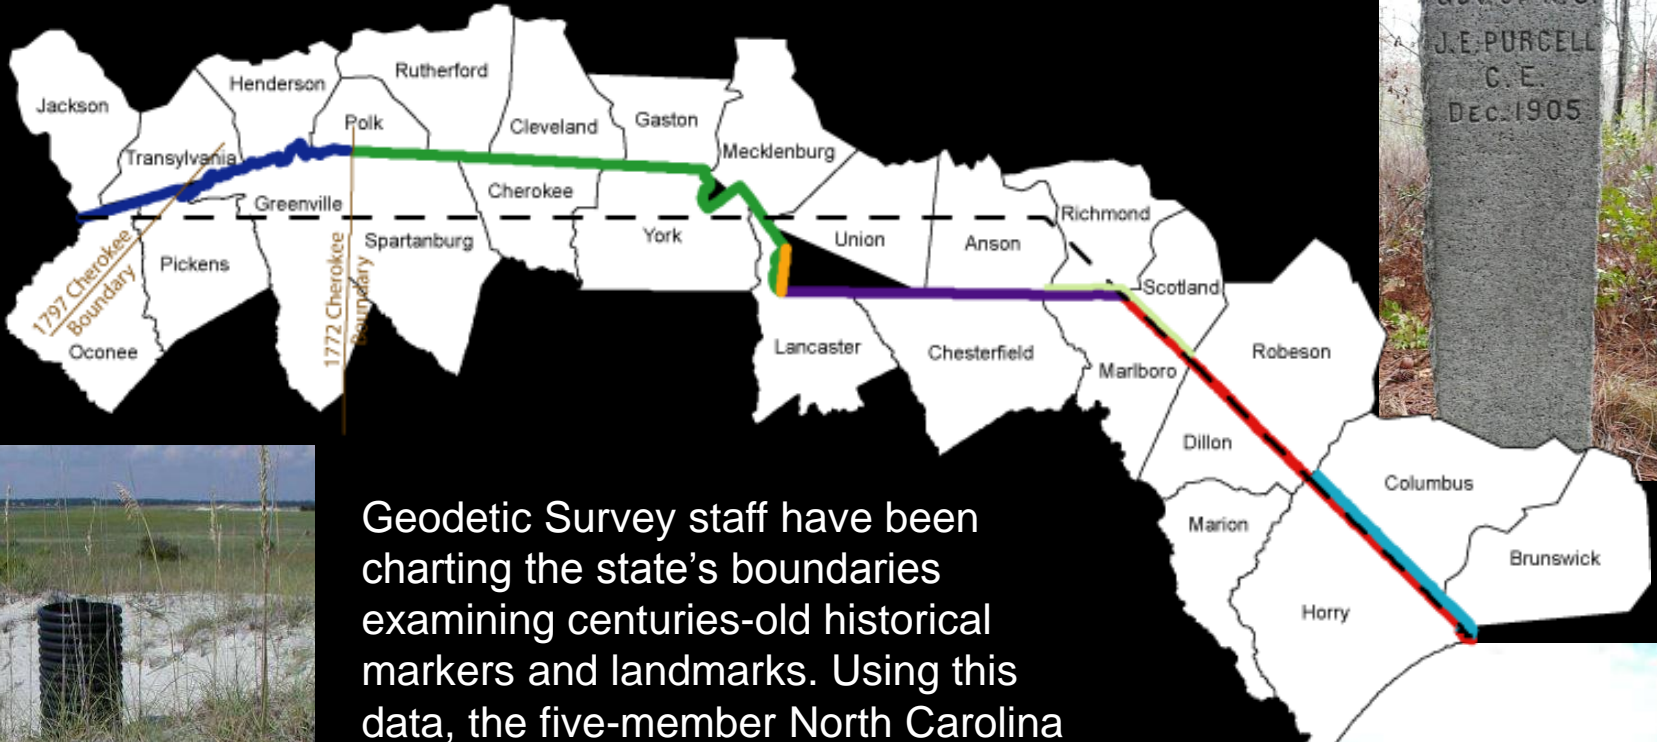 J.E. PURCELL
C. E.
DEC. 1905
Jackson
Transylvania
Henderson
Polk
Rutherford
Cleveland
Gaston
Mecklenburg
Cherokee
Greenville
Spartanburg
York
Union
Anson
Richmond
Scotland
Pickens
Oconee
1797 Cherokee
Boundary
1772 Cherokee
Boundary
Lancaster
Chesterfield
Marlboro
Robeson
Dillon
Marion
Columbus
Brunswick
Horry
Geodetic Survey staff have been
charting the state’s boundaries
examining centuries-old historical
markers and landmarks. Using this
data, the five-member North Carolina